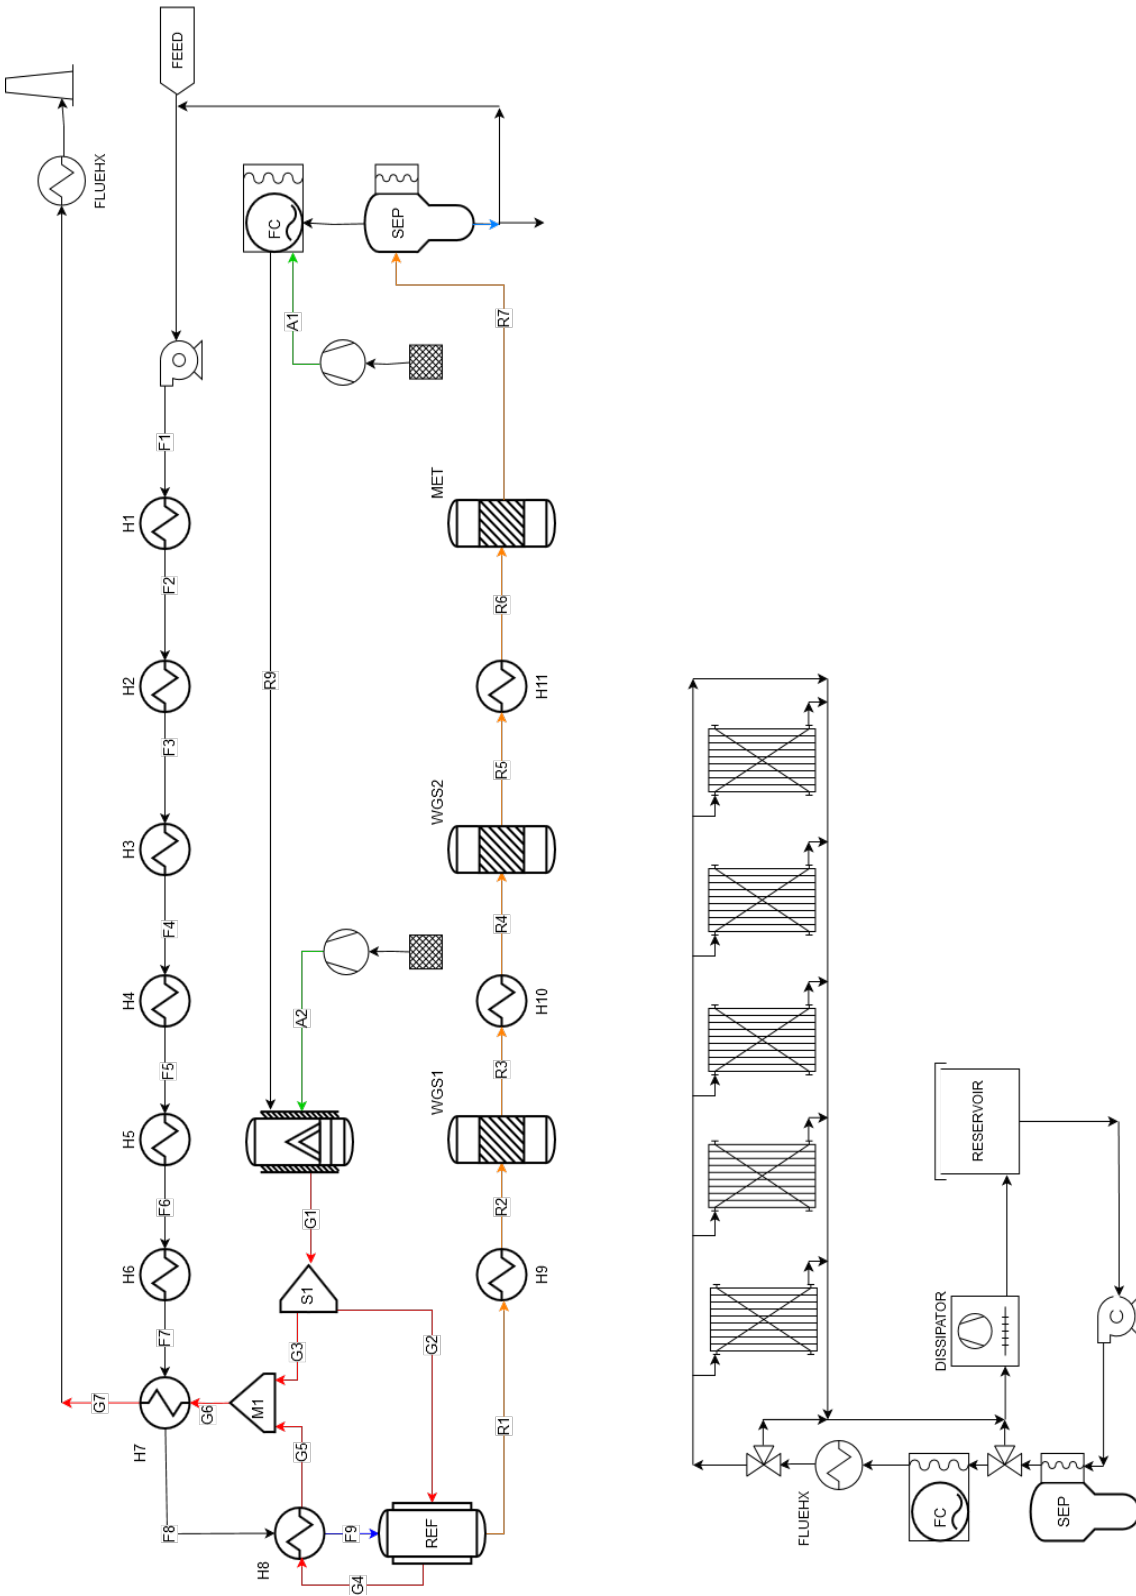 FEED
FLUEHX
FC
SEP
A1
R7
F1
H1
MET
F2
R6
H2
R9
H11
F3
R5
H3
WGS2
F4
R4
H4
H10
A2
F5
R3
H5
WGS1
F6
G1
R2
H6
S1
H9
F7
G3
G2
G7
G6
M1
H7
G5
R1
F8
H8
F9
REF
G4
RESERVOIR
DISSIPATOR
C
FLUEHX
FC
SEP